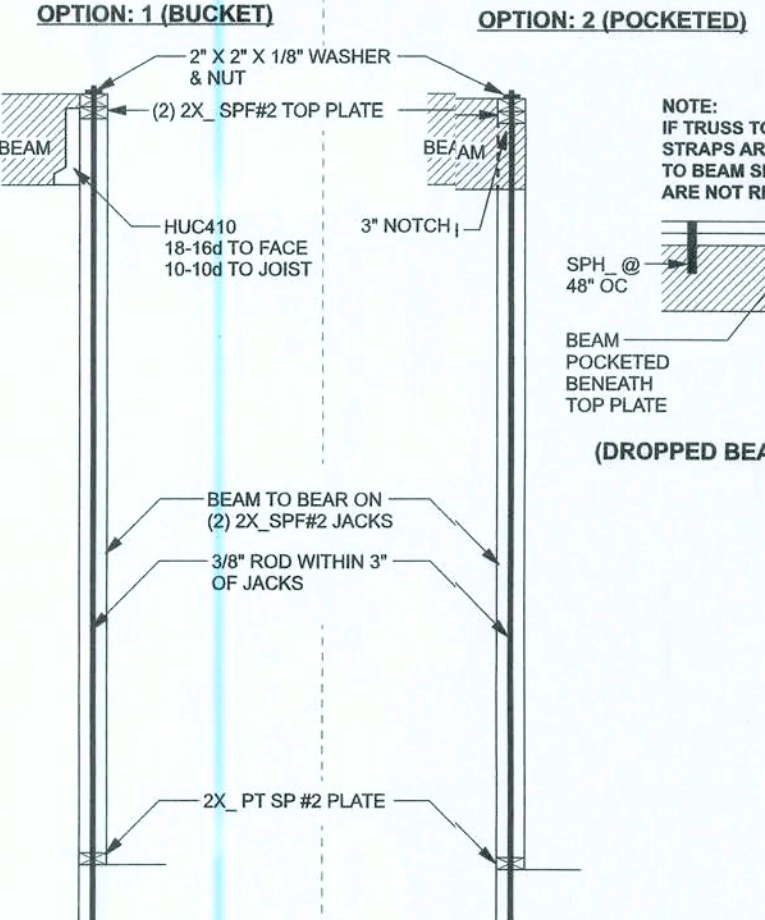 OPTION: 1 (BUCKET)
OPTION: 2 (POCKETED)
2" X 2" X 1/8" WASHER
& NUT
(2) 2X_ SPF#2 TOP PLATE
BEAM
BEA AM
HUC410
18-16d TO FACE
10-10d TO JOIST
3" NOTCH
NOTE:
IF TRUSS TO
STRAPS AR
TO BEAM S
ARE NOT RE
SPH_ @
48" OC
BEAM
POCKETED
BENEATH
TOP PLATE
(DROPPED BEA
BEAM TO BEAR ON
(2) 2X_SPF#2 JACKS
3/8" ROD WITHIN 3"
OF JACKS
2X_ PT SP #2 PLATE